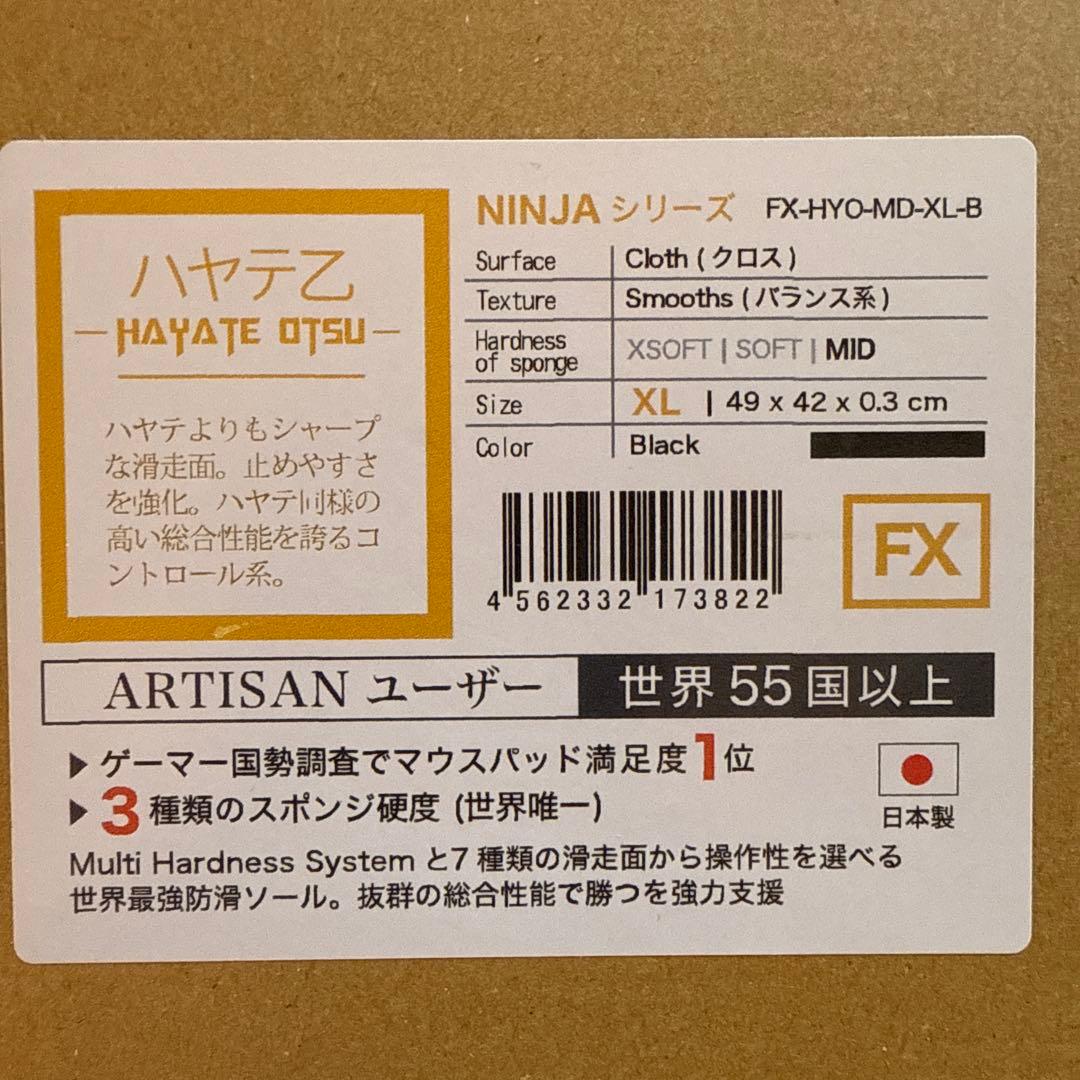 ハヤテ乙
HAYATE OTSU
ハヤテよりもシャープ
な滑走面。止めやすさ
を強化。ハヤテ同様の
高い総合性能を誇るコ
ントロール系。
NINJA シリーズ FX-HYO-MD-XL-B
Surface Cloth (クロス)
Texture Smooths (バランス系)
Hardness of sponge XSOFT | SOFT | MID
Size XL | 49 x 42 x 0.3 cm
Color Black
4 562332 173822
FX
ARTISAN ユーザー 世界 55 国以上
▶ ゲーマー国勢調査でマウスパッド満足度1位
▶ 3種類のスポンジ硬度 (世界唯一)
日本製
Multi Hardness System と7種類の滑走面から操作性を選べる
世界最強防滑ソール。抜群の総合性能で勝つを強力支援